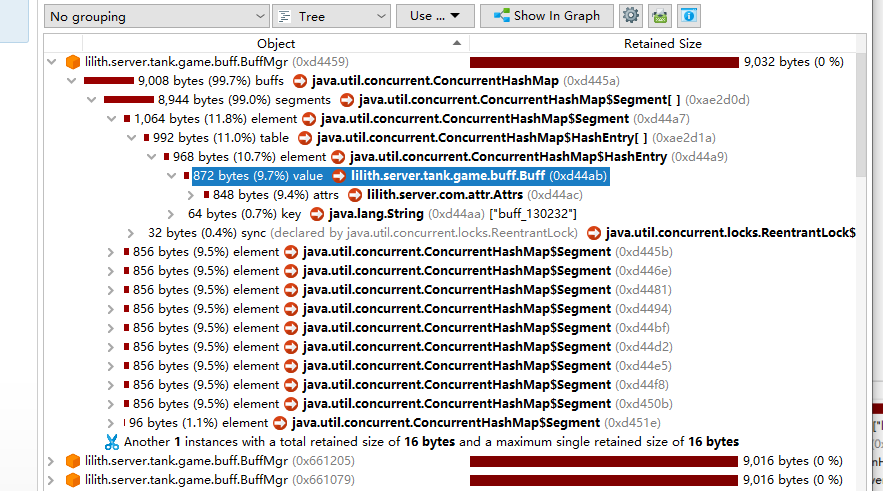 No grouping Tree Use ... Show In Graph
Object Retained Size
lilith.server.tank.game.buff.BuffMgr (0xd4459) 9,032 bytes (0 %)
9,008 bytes (99.7%) buffs java.util.concurrent.ConcurrentHashMap (0xd445a)
8,944 bytes (99.0%) segments java.util.concurrent.ConcurrentHashMap$Segment[ ] (0xae2d0d)
1,064 bytes (11.8%) element java.util.concurrent.ConcurrentHashMap$Segment (0xd44a7)
992 bytes (11.0%) table java.util.concurrent.ConcurrentHashMap$HashEntry[ ] (0xae2d1a)
968 bytes (10.7%) element java.util.concurrent.ConcurrentHashMap$HashEntry (0xd44a9)
872 bytes (9.7%) value lilith.server.tank.game.buff.Buff (0xd44ab)
848 bytes (9.4%) attrs lilith.server.com.attr.Attrs (0xd44ac)
64 bytes (0.7%) key java.lang.String (0xd44aa) ["buff_130232"]
32 bytes (0.4%) sync (declared by java.util.concurrent.locks.ReentrantLock) java.util.concurrent.locks.ReentrantLock$
856 bytes (9.5%) element java.util.concurrent.ConcurrentHashMap$Segment (0xd445b)
856 bytes (9.5%) element java.util.concurrent.ConcurrentHashMap$Segment (0xd446e)
856 bytes (9.5%) element java.util.concurrent.ConcurrentHashMap$Segment (0xd4481)
856 bytes (9.5%) element java.util.concurrent.ConcurrentHashMap$Segment (0xd4494)
856 bytes (9.5%) element java.util.concurrent.ConcurrentHashMap$Segment (0xd44bf)
856 bytes (9.5%) element java.util.concurrent.ConcurrentHashMap$Segment (0xd44d2)
856 bytes (9.5%) element java.util.concurrent.ConcurrentHashMap$Segment (0xd44e5)
856 bytes (9.5%) element java.util.concurrent.ConcurrentHashMap$Segment (0xd44f8)
856 bytes (9.5%) element java.util.concurrent.ConcurrentHashMap$Segment (0xd450b)
96 bytes (1.1%) element java.util.concurrent.ConcurrentHashMap$Segment (0xd451e)
Another 1 instances with a total retained size of 16 bytes and a maximum single retained size of 16 bytes
lilith.server.tank.game.buff.BuffMgr (0x661205) 9,016 bytes (0 %)
lilith.server.tank.game.buff.BuffMgr (0x661079) 9,016 bytes (0 %)